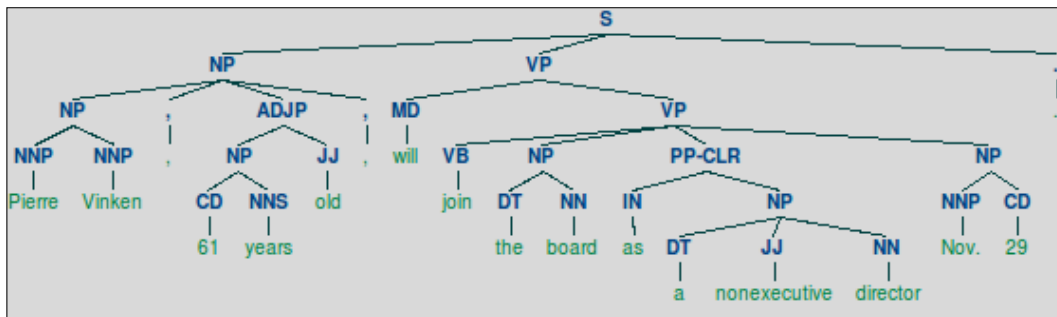 S
NP VP .
NP , ADJP , MD VP
NNP NNP , NP JJ , will VB NP PP-CLR NP
Pierre Vinken CD NNS old join DT NN IN NP NNP CD
61 years the board as DT JJ NN Nov. 29
a nonexecutive director